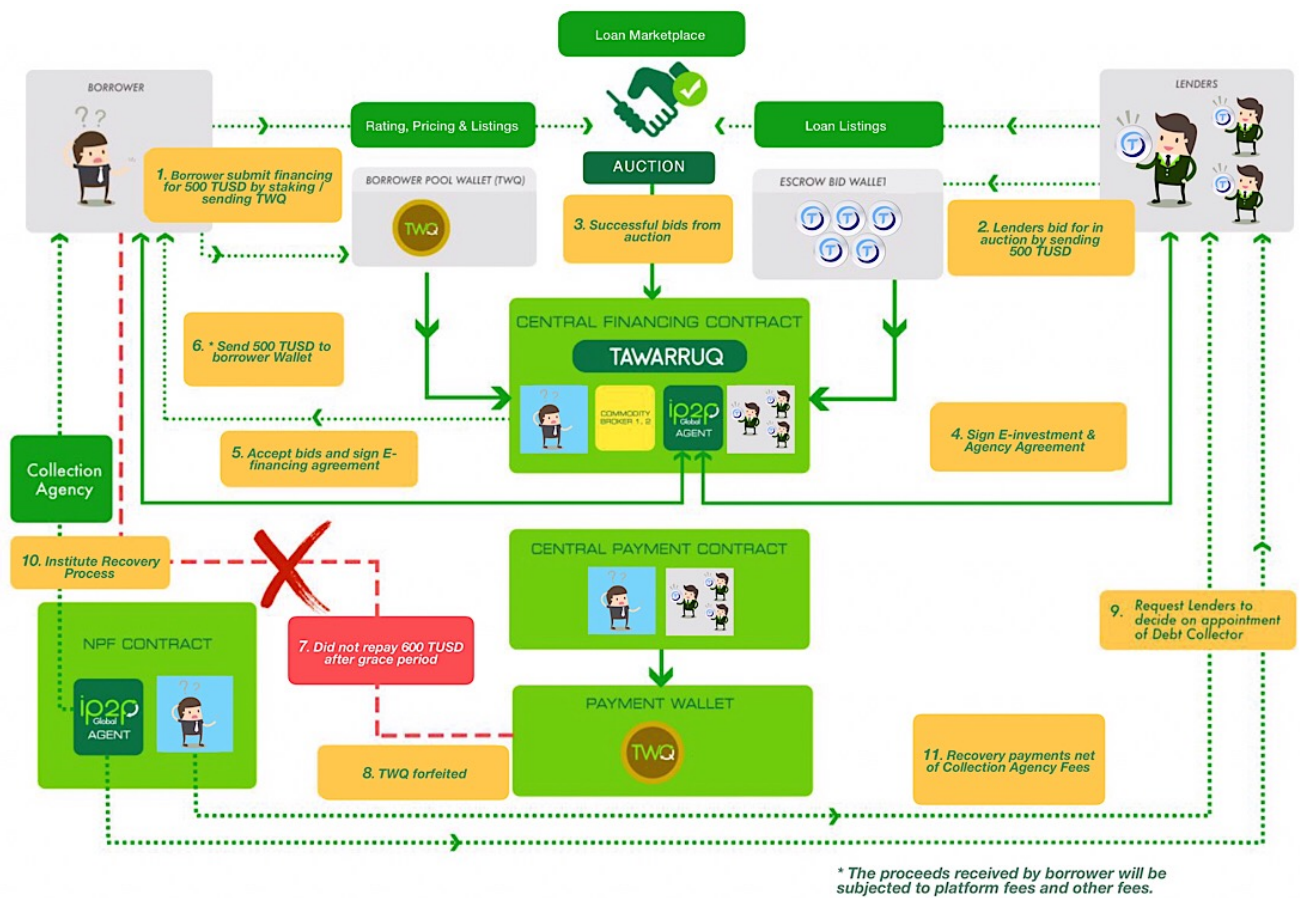 Loan Marketplace
BORROWER
LENDERS
? ?
Rating, Pricing & Listings
Loan Listings
AUCTION
1. Borrower submit financing
for 500 TUSD by staking /
sending TWQ
BORROWER POOL WALLET (TWQ)
TWQ
ESCROW BID WALLET
T T T
T T
3. Successful bids from
auction
2. Lenders bid for in
auction by sending
500 TUSD
CENTRAL FINANCING CONTRACT
TAWARRUQ
COMMODITY
BROKER 1, 2
ip2p
Global
AGENT
6. * Send 500 TUSD to
borrower Wallet
5. Accept bids and sign E-
financing agreement
4. Sign E-investment &
Agency Agreement
Collection
Agency
10. Institute Recovery
Process
CENTRAL PAYMENT CONTRACT
9. Request Lenders to
decide on appointment
of Debt Collector
NPF CONTRACT
ip2p
Global
AGENT
7. Did not repay 600 TUSD
after grace period
PAYMENT WALLET
TWQ
8. TWQ forfeited
11. Recovery payments net
of Collection Agency Fees
* The proceeds received by borrower will be
subjected to platform fees and other fees.